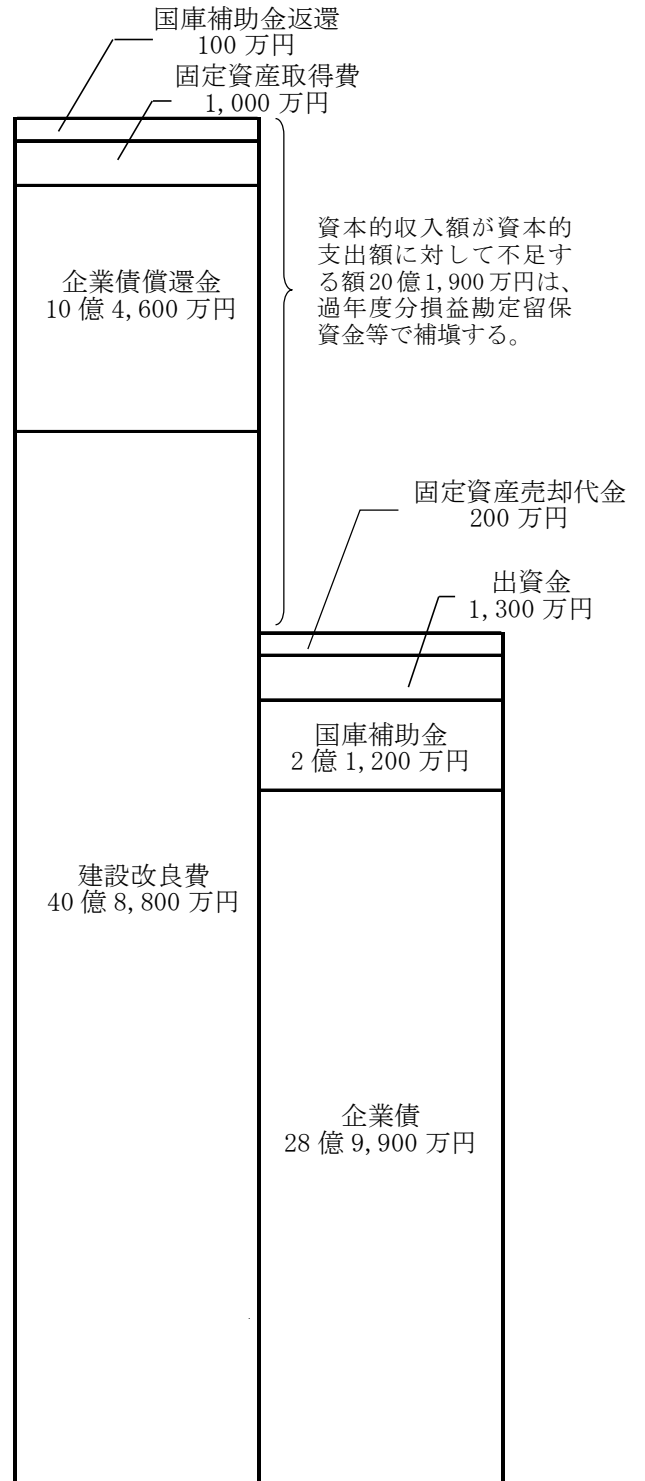 国庫補助金返還
100 万円
固定資産取得費
1,000 万円
企業債償還金
10 億 4,600 万円
資本的収入額が資本的
支出額に対して不足す
る額20億1,900万円は、
過年度分損益勘定留保
資金等で補塡する。
固定資産売却代金
200 万円
出資金
1,300 万円
国庫補助金
2 億 1,200 万円
建設改良費
40 億 8,800 万円
企業債
28 億 9,900 万円